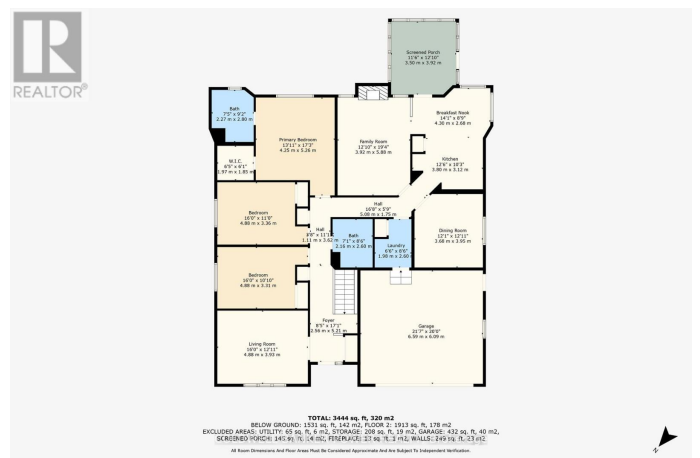 REALTOR®
Screened Porch
11'6" x 12'10"
3.50 m x 3.92 m
Bath
7'5" x 9'2"
2.27 m x 2.80 m
Primary Bedroom
13'11" x 17'3"
4.25 m x 5.26 m
Family Room
12'10" x 19'4"
3.92 m x 5.88 m
Breakfast Nook
14'1" x 8'9"
4.30 m x 2.68 m
W.I.C.
6'5" x 6'1"
1.97 m x 1.85 m
Kitchen
12'6" x 10'3"
3.80 m x 3.12 m
Bedroom
16'0" x 11'0"
4.88 m x 3.36 m
Hall
16'8" x 5'9"
5.08 m x 1.75 m
Hall
3'8" x 11'1
1.11 m x 3.62 m
Bath
7'1" x 8'6"
2.16 m x 2.60 m
Laundry
6'6" x 8'6"
1.98 m x 2.60
Dining Room
12'1" x 12'11"
3.68 m x 3.95 m
Bedroom
16'0" x 10'10"
4.88 m x 3.31 m
Foyer
8'5" x 17'1"
2.56 m x 5.21 m
Garage
21'7" x 20'0"
6.59 m x 6.09 m
Living Room
16'0" x 12'11"
4.88 m x 3.93 m
TOTAL: 3444 sq. ft, 320 m2
BELOW GROUND: 1531 sq. ft, 142 m2, FLOOR 2: 1913 sq. ft, 178 m2
EXCLUDED AREAS: UTILITY: 65 sq. ft, 6 m2, STORAGE: 208 sq. ft, 19 m2, GARAGE: 432 sq. ft, 40 m2,
SCREENED PORCH: 145 sq. ft, 14 m2, FIREPLACE: 13 sq. ft, 1 m2, WALLS: 249 sq. ft, 23 m2
All Room Dimensions And Floor Areas Must Be Considered Approximate And Are Subject To Independent Verification.
N